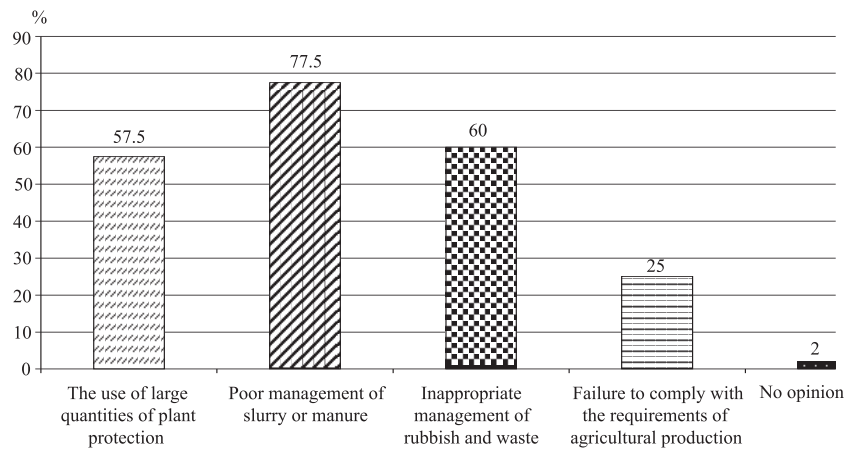 %
90
80
70
60
50
40
30
20
10
0
57.5
77.5
60
25
2
The use of large
quantities of plant
protection
Poor management of
slurry or manure
Inappropriate
management of
rubbish and waste
Failure to comply with
the requirements of
agricultural production
No opinion